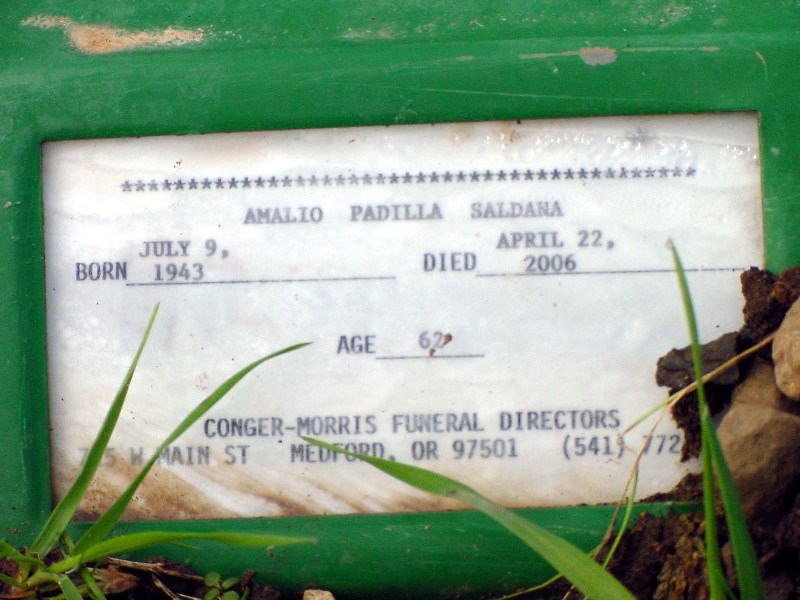 *******************************************
AMALIO PADILLA SALDANA
JULY 9, APRIL 22,
BORN 1943 DIED 2006
AGE 62
CONGER-MORRIS FUNERAL DIRECTORS
W MAIN ST MEDFORD, OR 97501 (541) 772